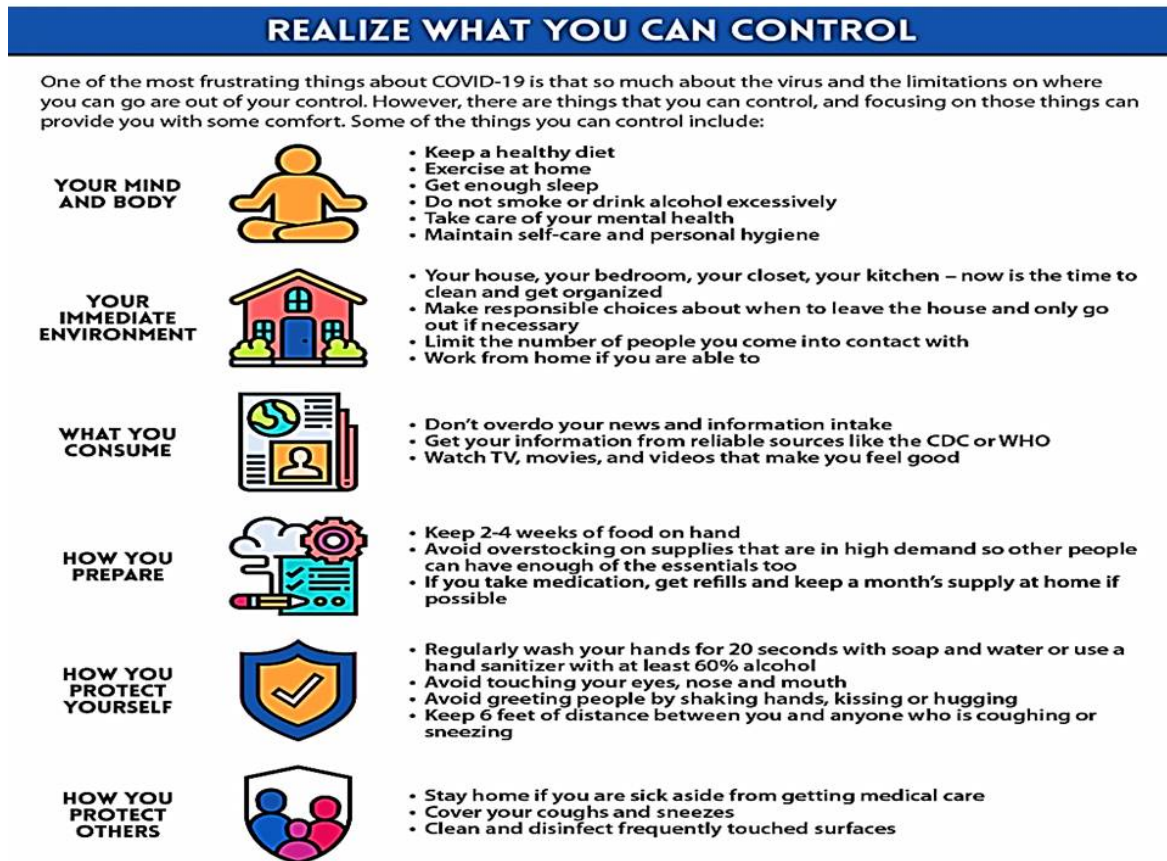 REALIZE WHAT YOU CAN CONTROL
One of the most frustrating things about COVID-19 is that so much about the virus and the limitations on where
you can go are out of your control. However, there are things that you can control, and focusing on those things can
provide you with some comfort. Some of the things you can control include:
YOUR MIND
AND BODY
• Keep a healthy diet
• Exercise at home
• Get enough sleep
• Do not smoke or drink alcohol excessively
• Take care of your mental health
• Maintain self-care and personal hygiene
YOUR
IMMEDIATE
ENVIRONMENT
• Your house, your bedroom, your closet, your kitchen – now is the time to
clean and get organized
• Make responsible choices about when to leave the house and only go
out if necessary
• Limit the number of people you come into contact with
• Work from home if you are able to
WHAT YOU
CONSUME
• Don't overdo your news and information intake
• Get your information from reliable sources like the CDC or WHO
• Watch TV, movies, and videos that make you feel good
HOW YOU
PREPARE
• Keep 2-4 weeks of food on hand
• Avoid overstocking on supplies that are in high demand so other people
can have enough of the essentials too
• If you take medication, get refills and keep a month's supply at home if
possible
HOW YOU
PROTECT
YOURSELF
• Regularly wash your hands for 20 seconds with soap and water or use a
hand sanitizer with at least 60% alcohol
• Avoid touching your eyes, nose and mouth
• Avoid greeting people by shaking hands, kissing or hugging
• Keep 6 feet of distance between you and anyone who is coughing or
sneezing
HOW YOU
PROTECT
OTHERS
• Stay home if you are sick aside from getting medical care
• Cover your coughs and sneezes
• Clean and disinfect frequently touched surfaces